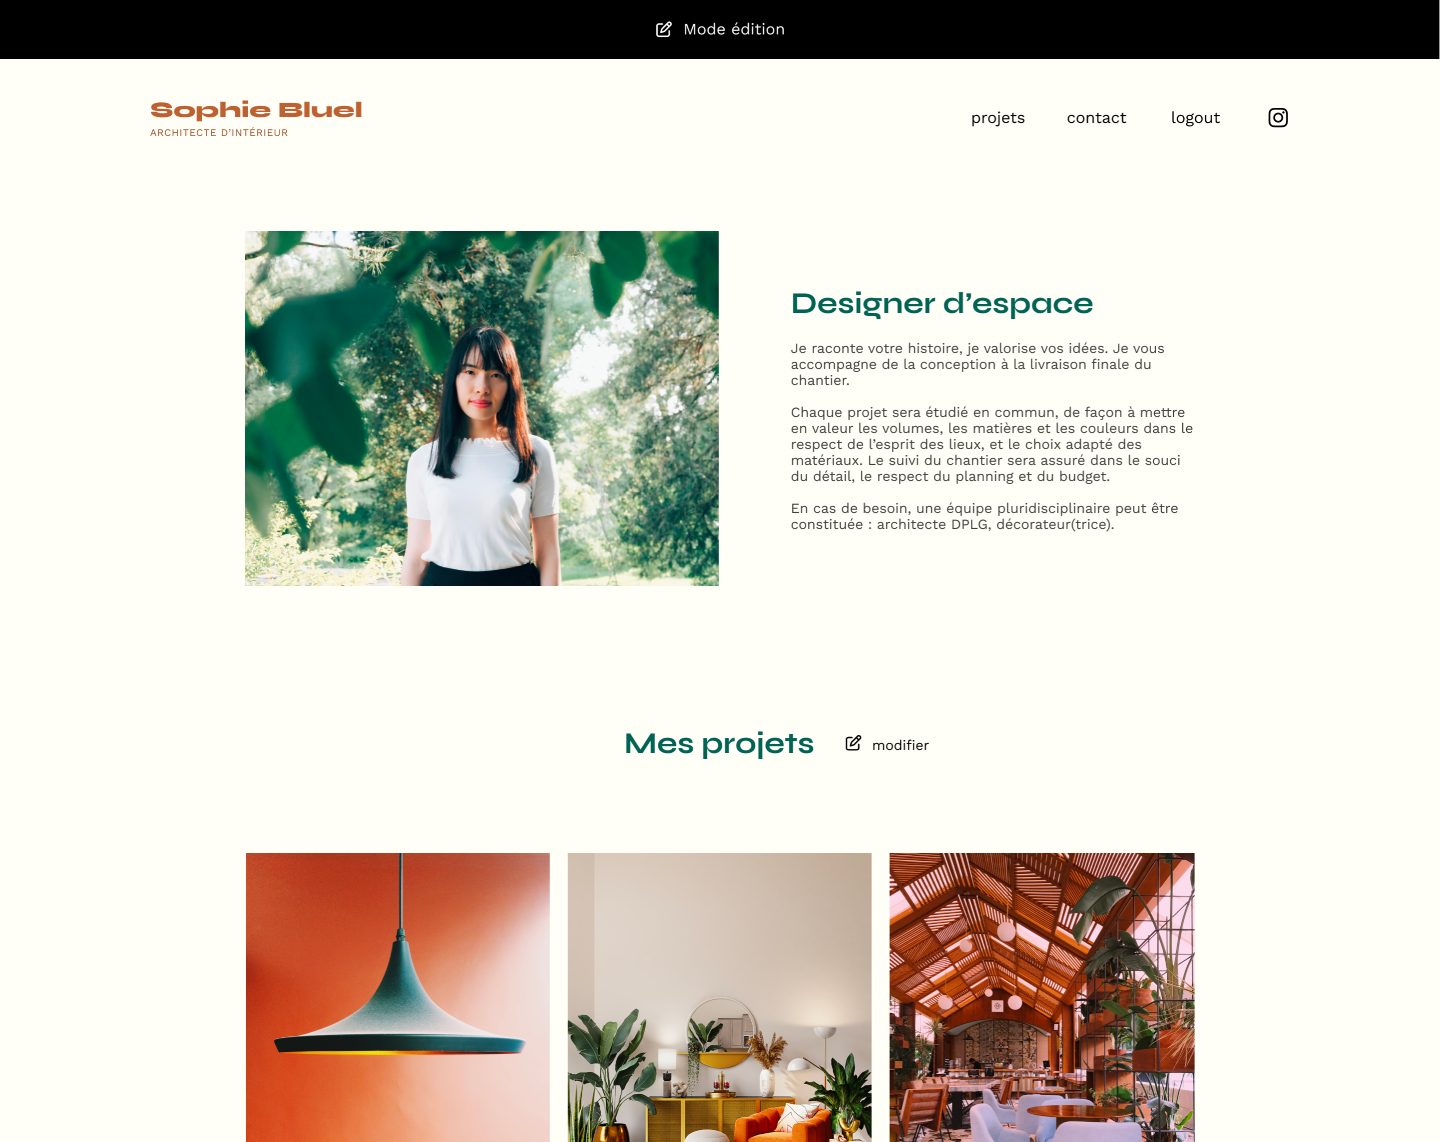 Mode édition
Sophie Bluel
ARCHITECTE D’INTÉRIEUR
projets contact logout
Designer d’espace
Je raconte votre histoire, je valorise vos idées. Je vous
accompagne de la conception à la livraison finale du
chantier.
Chaque projet sera étudié en commun, de façon à mettre
en valeur les volumes, les matières et les couleurs dans le
respect de l’esprit des lieux, et le choix adapté des
matériaux. Le suivi du chantier sera assuré dans le souci
du détail, le respect du planning et du budget.
En cas de besoin, une équipe pluridisciplinaire peut être
constituée : architecte DPLG, décorateur(trice).
Mes projets modifier